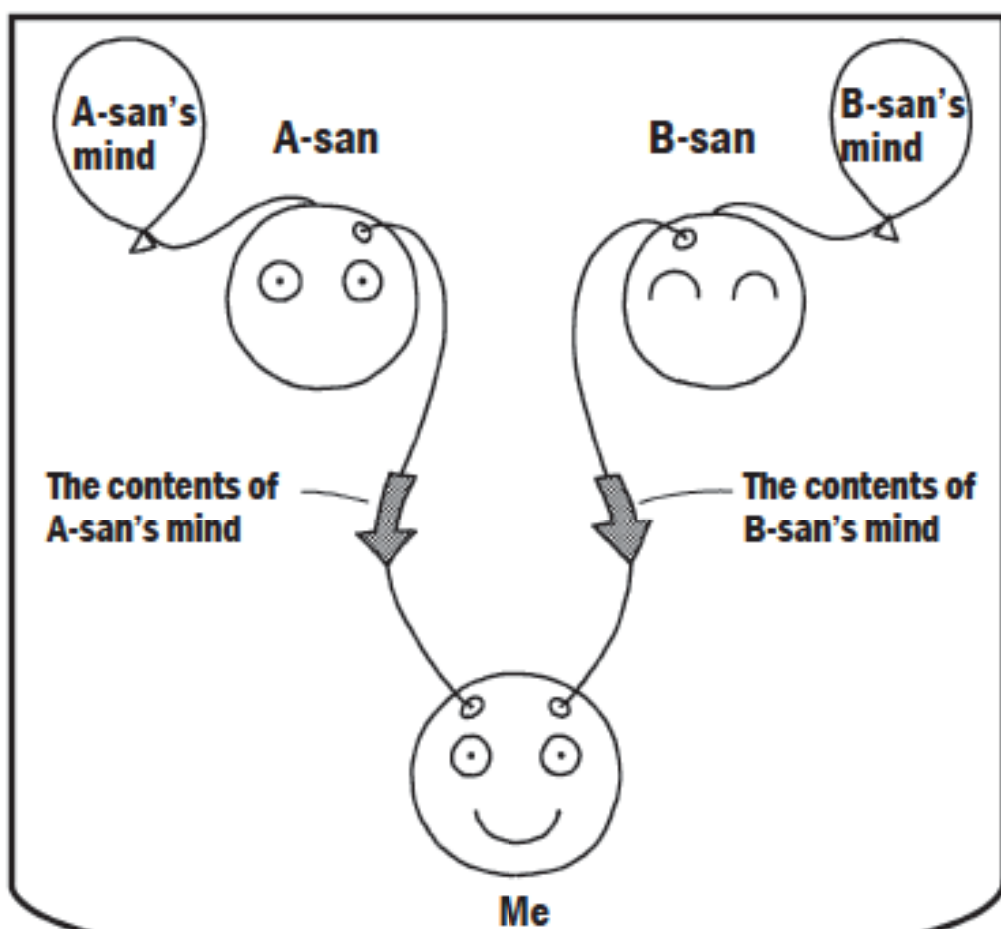 A-san's
mind
A-san
B-san
B-san's
mind
The contents of
A-san's mind
The contents of
B-san's mind
Me